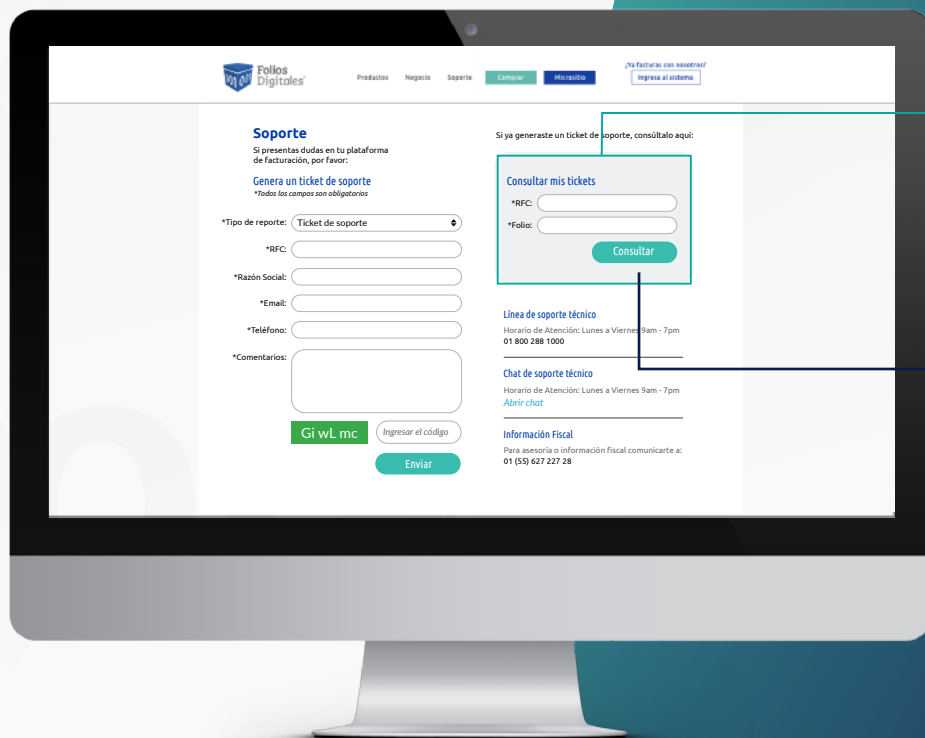 Folios
Digitales
Productos Negocio Soporte Comprar Micrositio
¿Ya facturas con nosotros?
Ingresa al sistema
Soporte
Si presentas dudas en tu plataforma
de facturación, por favor:
Genera un ticket de soporte
*Todos los campos son obligatorios
*Tipo de reporte: Ticket de soporte
*RFC:
*Razón Social:
*Email:
*Teléfono:
*Comentarios:
Gi wL mc Ingresar el código
Enviar
Si ya generaste un ticket de soporte, consúltalo aquí:
Consultar mis tickets
*RFC:
*Folio:
Consultar
Línea de soporte técnico
Horario de Atención: Lunes a Viernes 9am - 7pm
01 800 288 1000
Chat de soporte técnico
Horario de Atención: Lunes a Viernes 9am - 7pm
Abrir chat
Información Fiscal
Para asesoría o información fiscal comunicarte a:
01 (55) 627 227 28